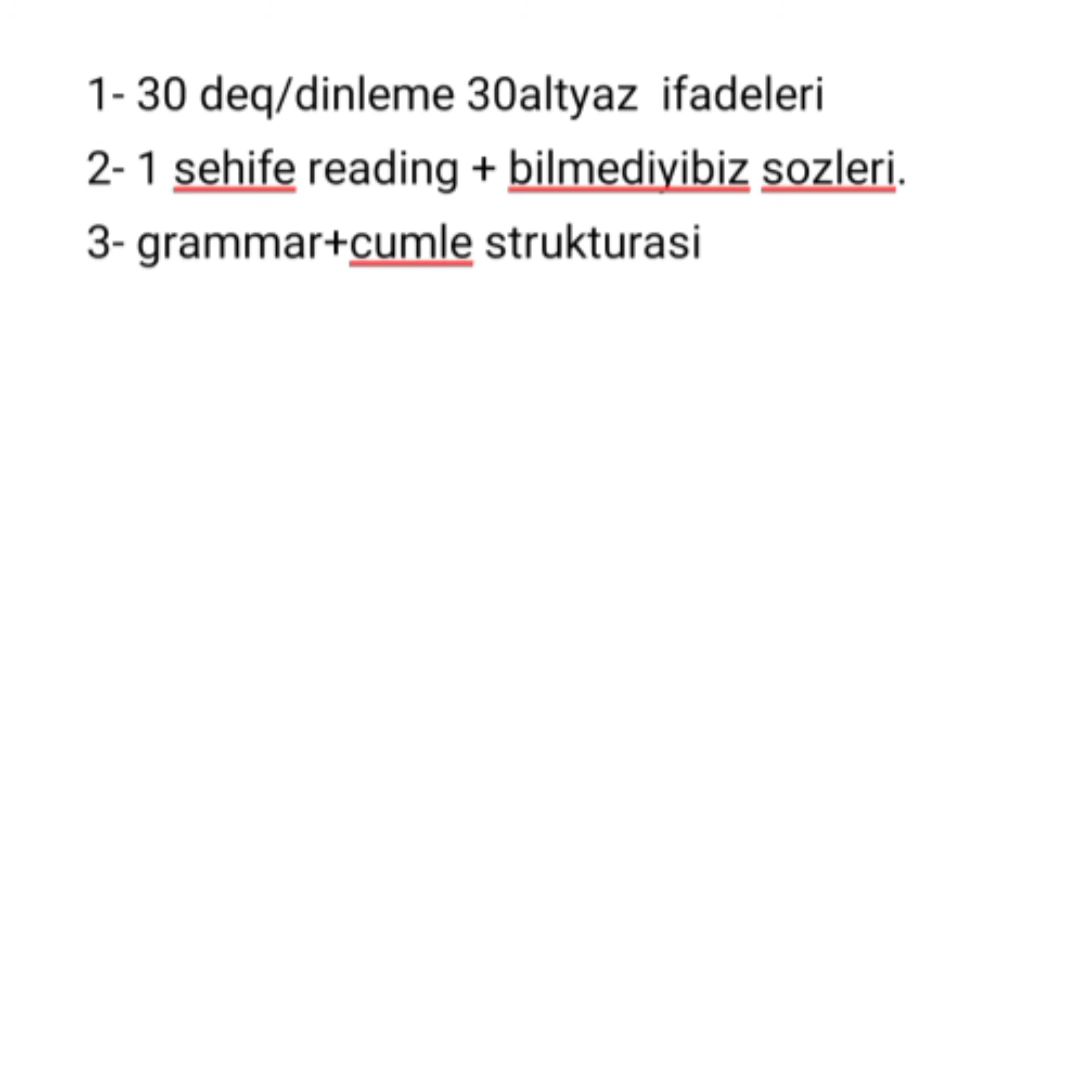 1- 30 deq/dinleme 30altyaz  ifadeleri
2- 1 sehife reading + bilmediyibiz sozleri.
3- grammar+cumle strukturasi